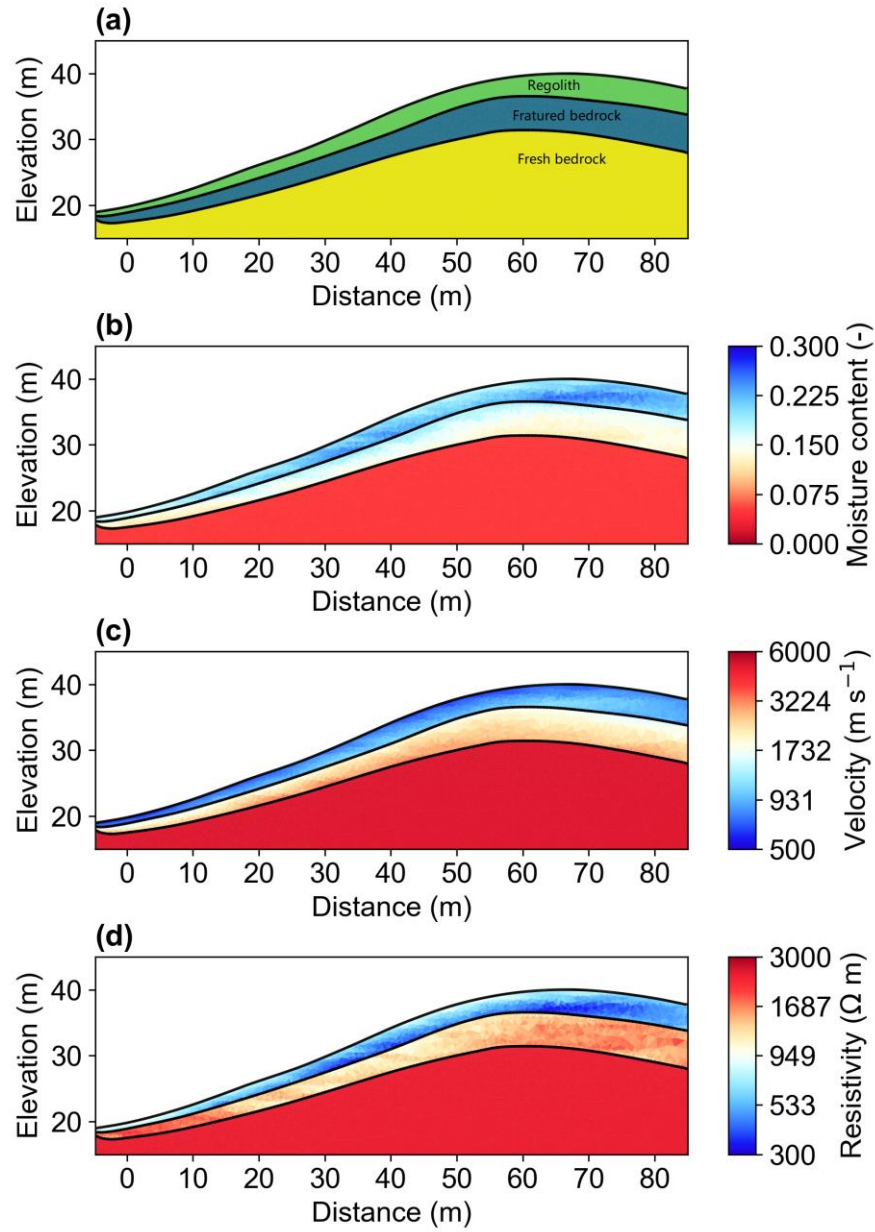 (a)
Elevation (m)
40
30
20
Regolith
Fratured bedrock
Fresh bedrock
0 10 20 30 40 50 60 70 80
Distance (m)
(b)
Elevation (m)
40
30
20
0 10 20 30 40 50 60 70 80
Distance (m)
0.300
0.225
0.150
0.075
0.000
Moisture content (-)
(c)
Elevation (m)
40
30
20
0 10 20 30 40 50 60 70 80
Distance (m)
6000
3224
1732
931
500
Velocity (m s⁻¹)
(d)
Elevation (m)
40
30
20
0 10 20 30 40 50 60 70 80
Distance (m)
3000
1687
949
533
300
Resistivity (Ω m)